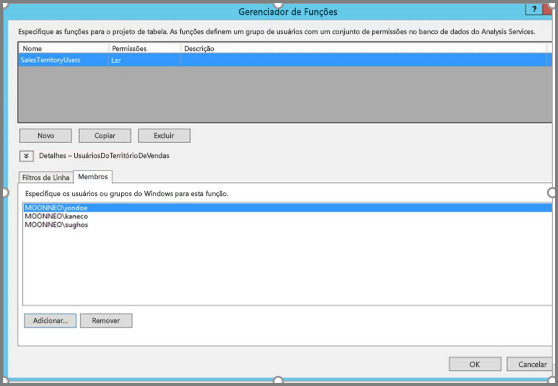 Gerenciador de Funções
?
Especifique as funções para o projeto de tabela. As funções definem um grupo de usuários com um conjunto de permissões no banco de dados do Analysis Services.
Nome Permissões Descrição
SalesTerritoryUsers Ler
Novo Copiar Excluir
Detalhes – UsuáriosDoTerritórioDeVendas
Filtros de Linha Membros
Especifique os usuários ou grupos do Windows para esta função.
MOONNEO\jondoe
MOONNEO\kaneco
MOONNEO\sughos
Adicionar... Remover
OK Cancelar